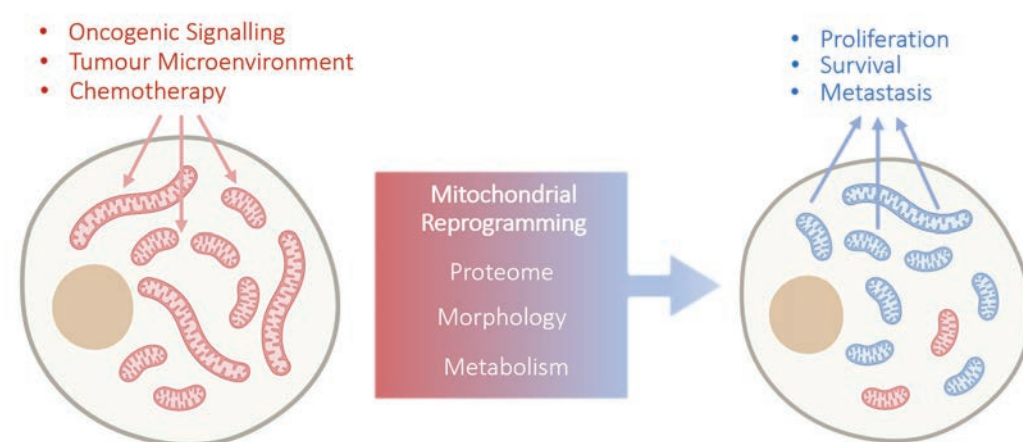 • Oncogenic Signalling
• Tumour Microenvironment
• Chemotherapy
• Proliferation
• Survival
• Metastasis
Mitochondrial
Reprogramming
Proteome
Morphology
Metabolism